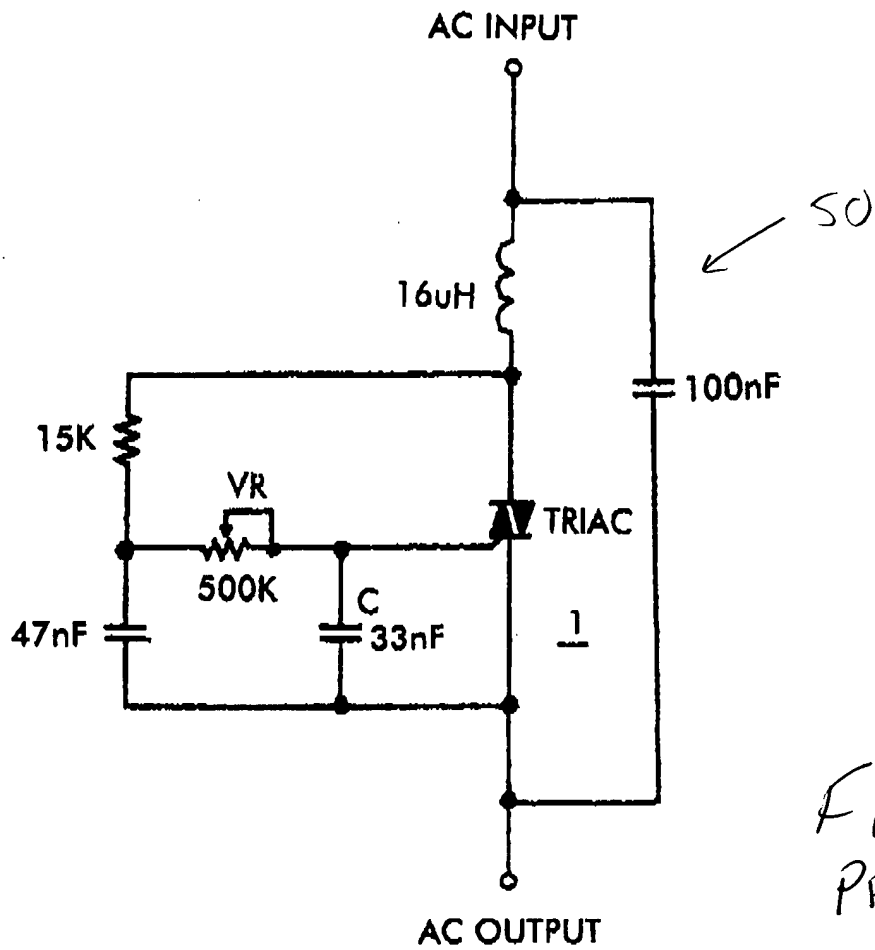 AC INPUT
50
16uH
100nF
15K
VR
TRIAC
500K
C
47nF
33nF
1
AC OUTPUT